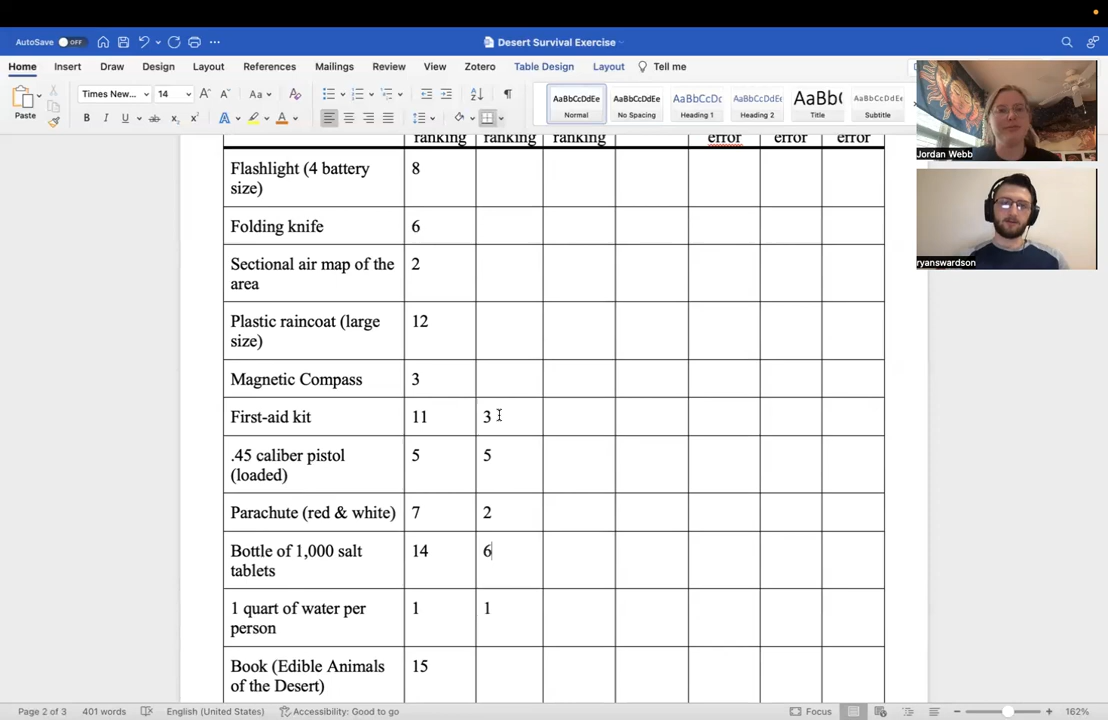 AutoSave OFF
Desert Survival Exercise
Home Insert Draw Design Layout References Mailings Review View Zotero Table Design Layout Tell me
Paste
Times New... 14 A A Aa A
B I U ab x₂ x² A A
AaBbCcDdEe AaBbCcDdEe AaBbCcDc AaBbCcDdEe AaBb( AaBbCcDdEe
Normal No Spacing Heading 1 Heading 2 Title Subtitle
Jordan Webb
ryanswardson
ranking ranking ranking error error error
Flashlight (4 battery 8
size)
Folding knife 6
Sectional air map of the 2
area
Plastic raincoat (large 12
size)
Magnetic Compass 3
First-aid kit 11 3
.45 caliber pistol 5 5
(loaded)
Parachute (red & white) 7 2
Bottle of 1,000 salt 14 6
tablets
1 quart of water per 1 1
person
Book (Edible Animals 15
of the Desert)
Page 2 of 3 401 words English (United States) Accessibility: Good to go Focus 162%